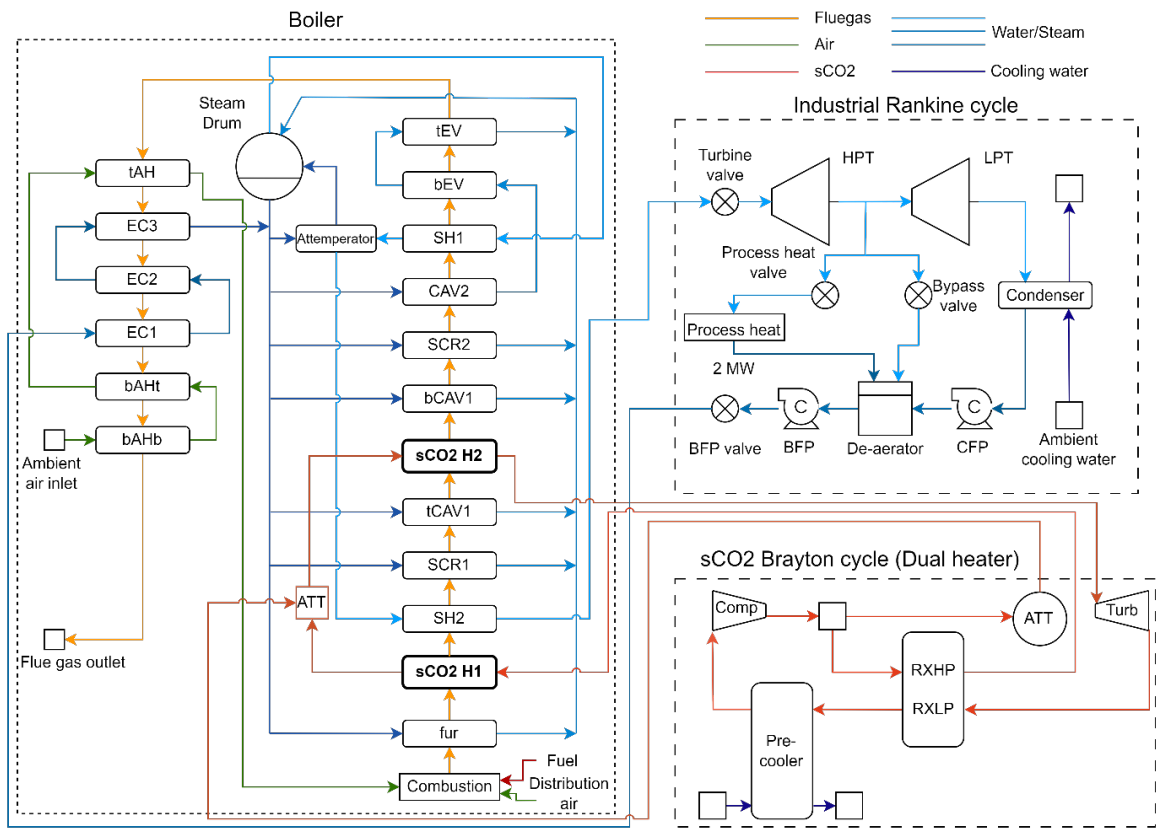 Boiler
Fluegas
Air
sCO2
Water/Steam
Cooling water
Steam
Drum
tAH
EC3
EC2
EC1
bAHt
bAHb
Ambient
air inlet
Flue gas outlet
tEV
bEV
Attemperator
SH1
CAV2
SCR2
bCAV1
sCO2 H2
tCAV1
SCR1
ATT
SH2
sCO2 H1
fur
Combustion
Fuel
Distribution
air
Industrial Rankine cycle
Turbine
valve
HPT
LPT
Process heat
valve
Bypass
valve
Condenser
Process heat
2 MW
BFP valve
C
BFP
De-aerator
C
CFP
Ambient
cooling water
sCO2 Brayton cycle (Dual heater)
Comp
ATT
Turb
RXHP
RXLP
Pre-
cooler